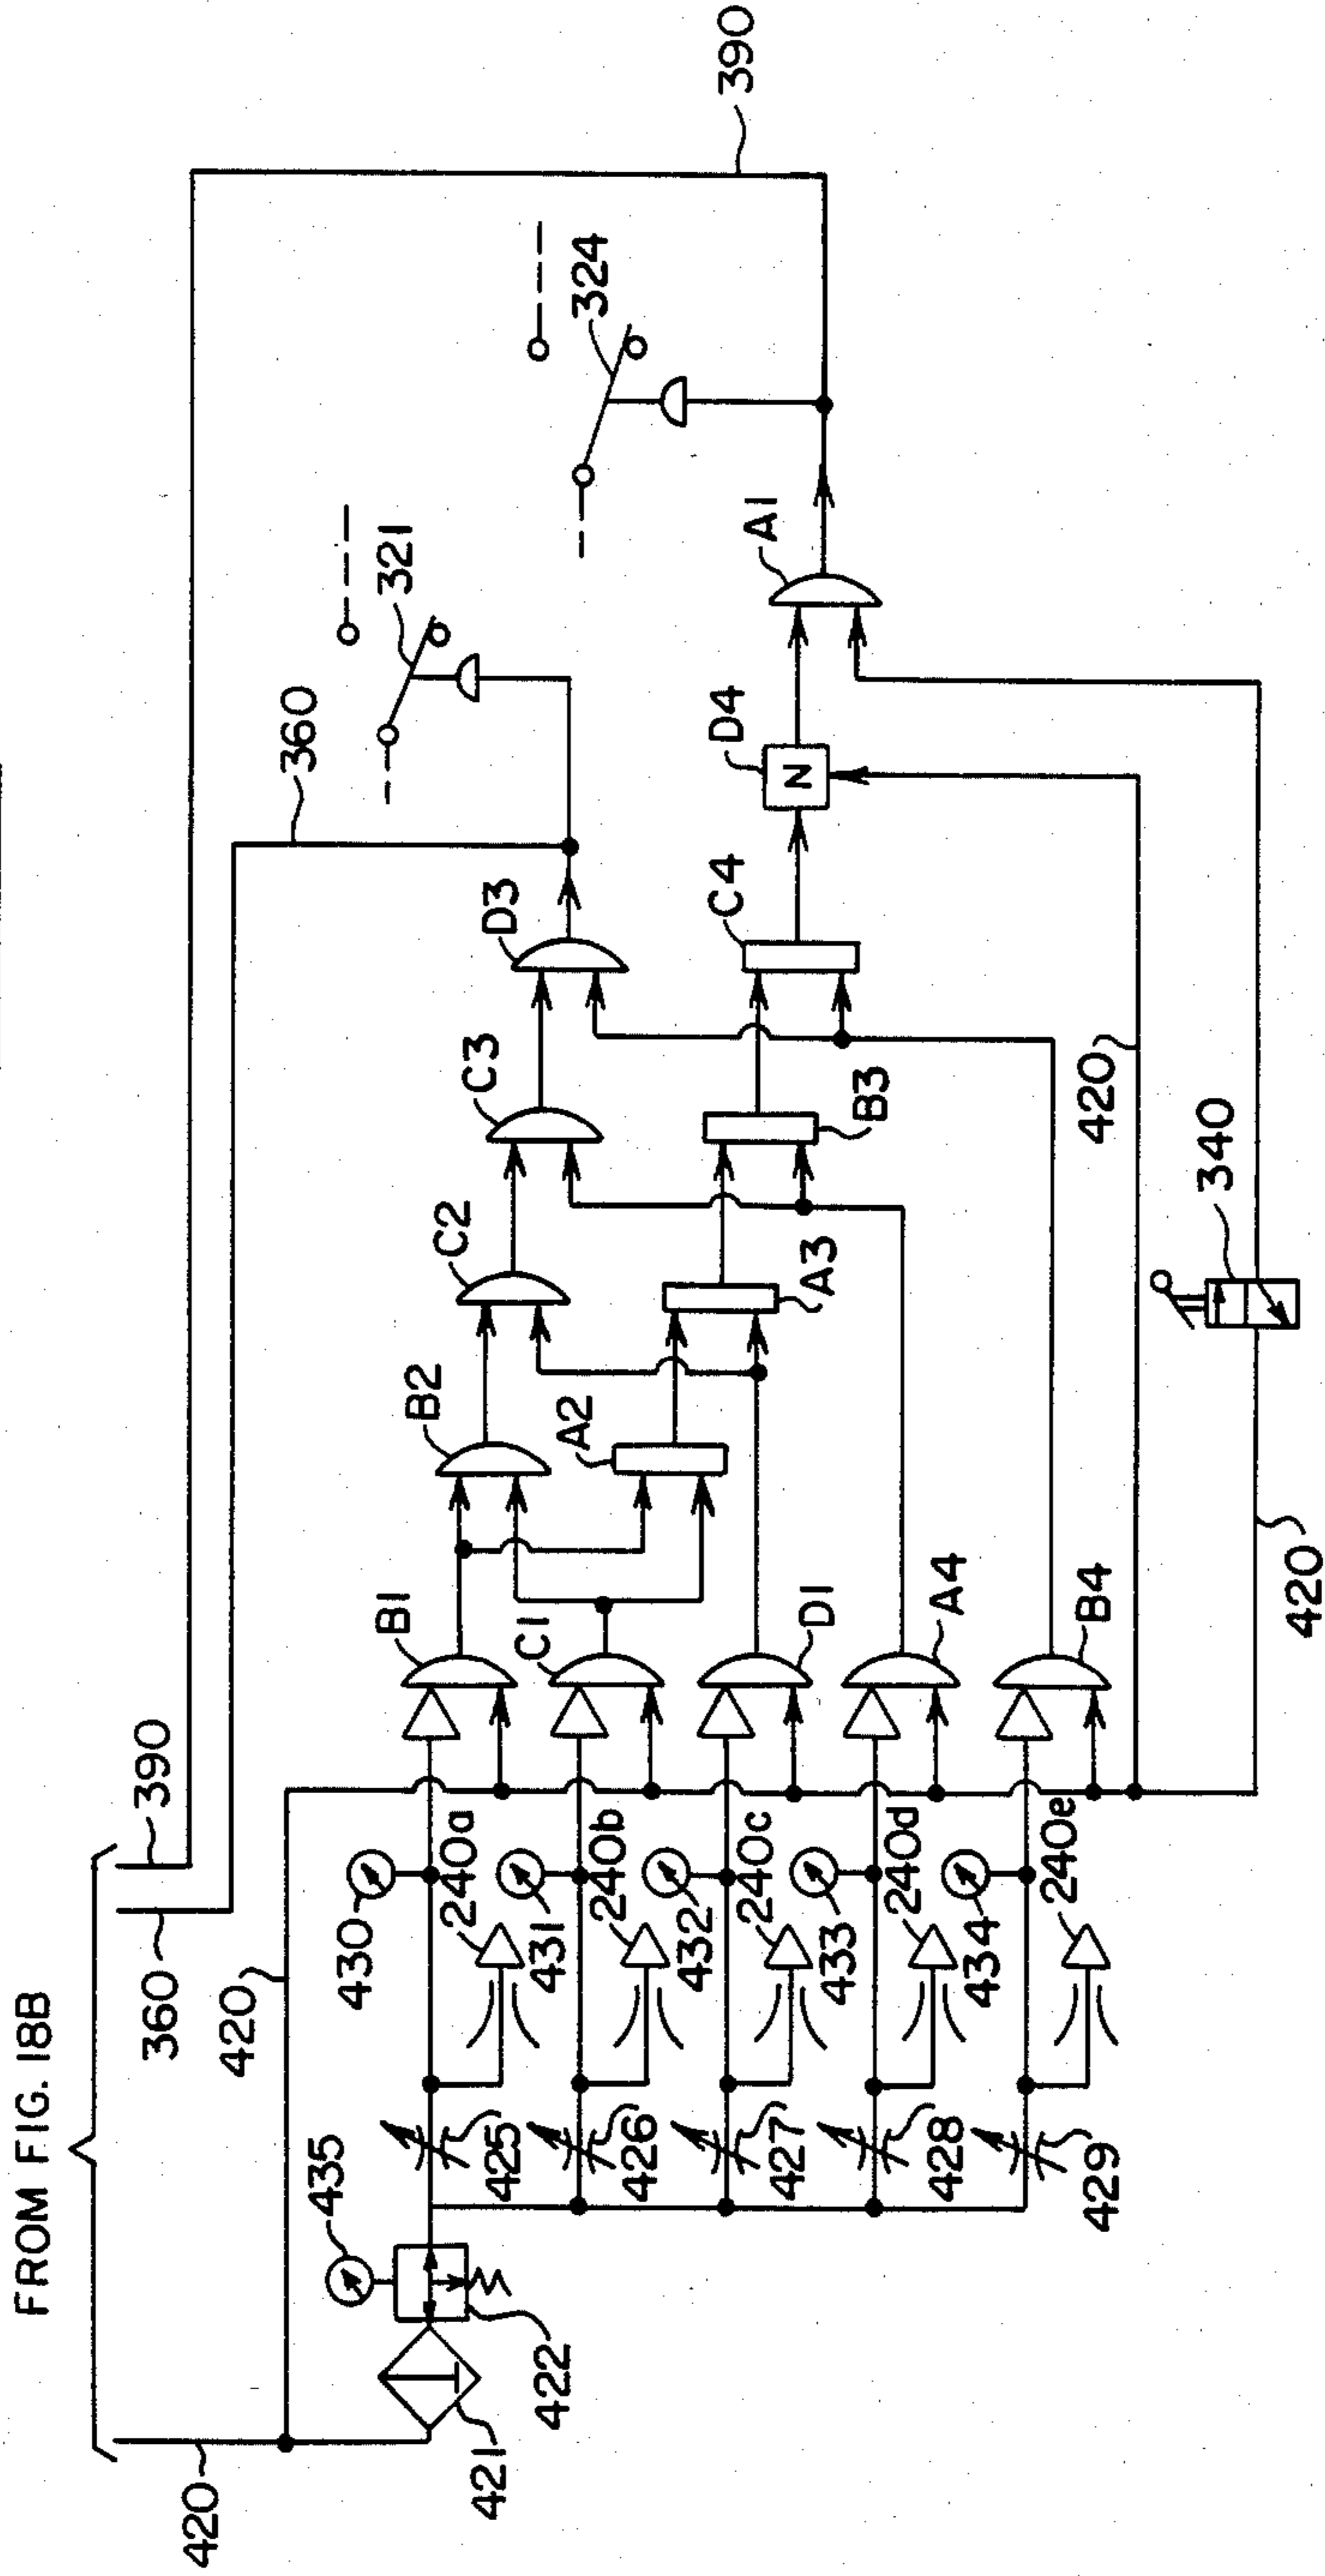 FROM FIG. 18B
390
360
420
420
390
360
321
324
435
421
422
425
426
427
428
429
430
240a
431
240b
432
240c
433
240d
434
240e
B1
C1
D1
A4
B4
B2
A2
C2
A3
C3
B3
D3
C4
D4
N
A1
420
340
420